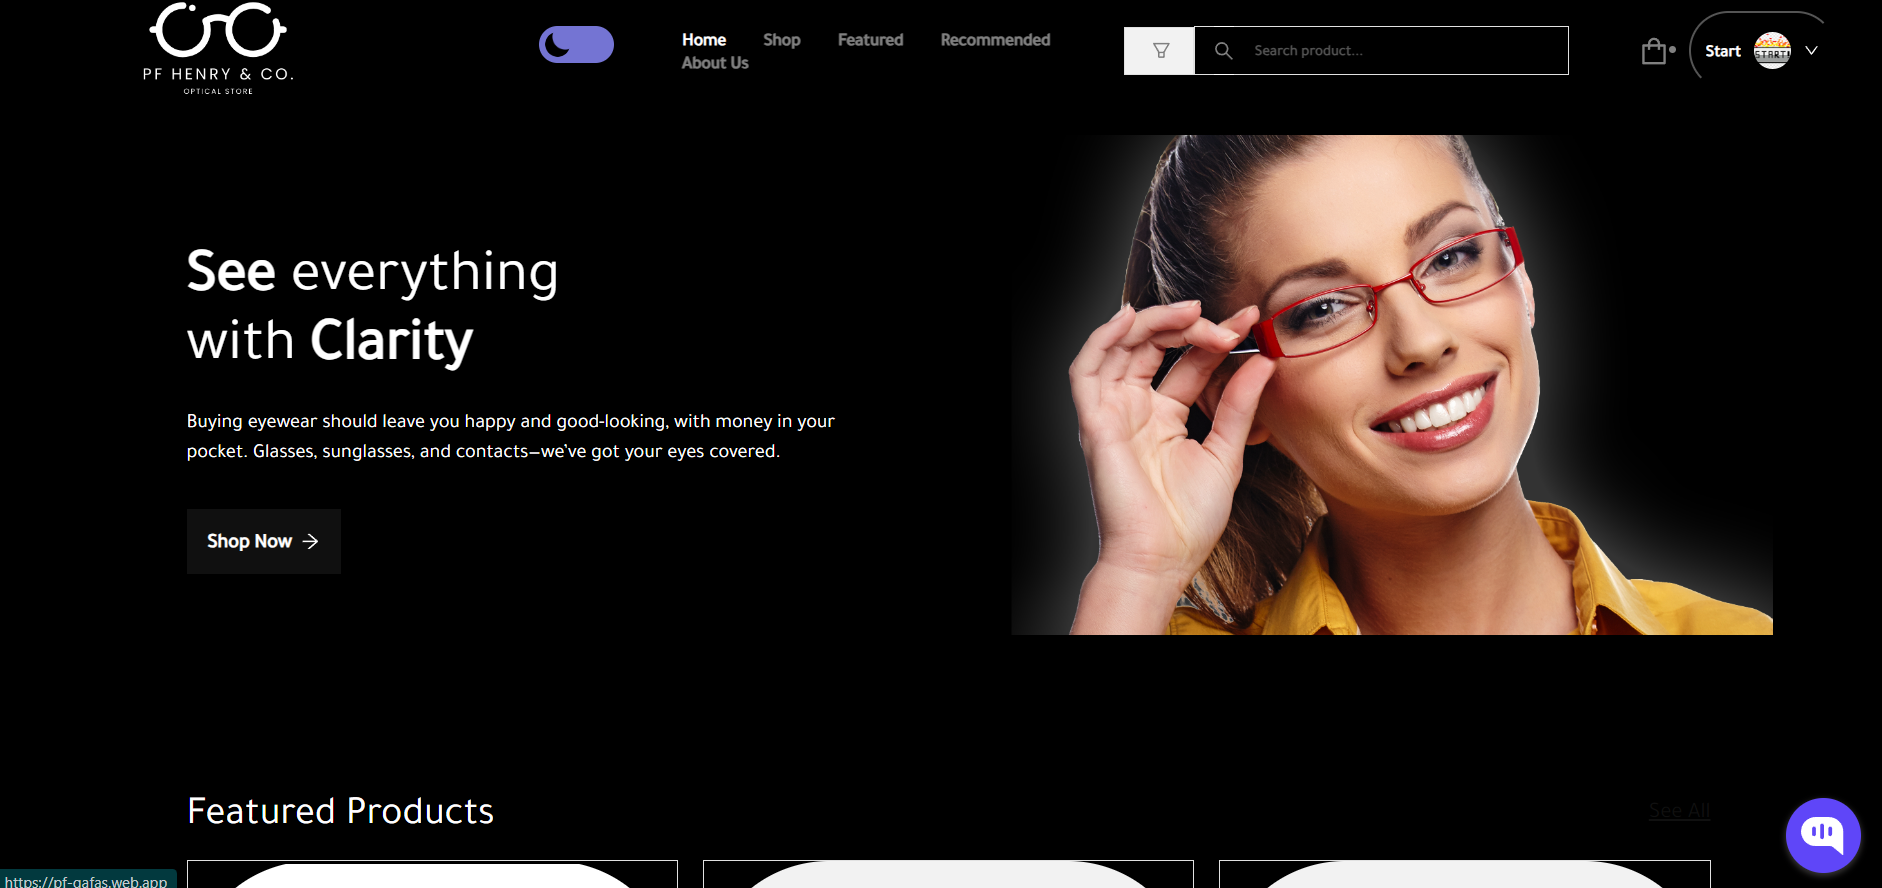 PF HENRY & CO.
OPTICAL STORE
Home Shop Featured Recommended
About Us
Search product...
Start
START!
See everything
with Clarity
Buying eyewear should leave you happy and good-looking, with money in your
pocket. Glasses, sunglasses, and contacts—we’ve got your eyes covered.
Shop Now
Featured Products
See All
https://pf-gafas.web.app